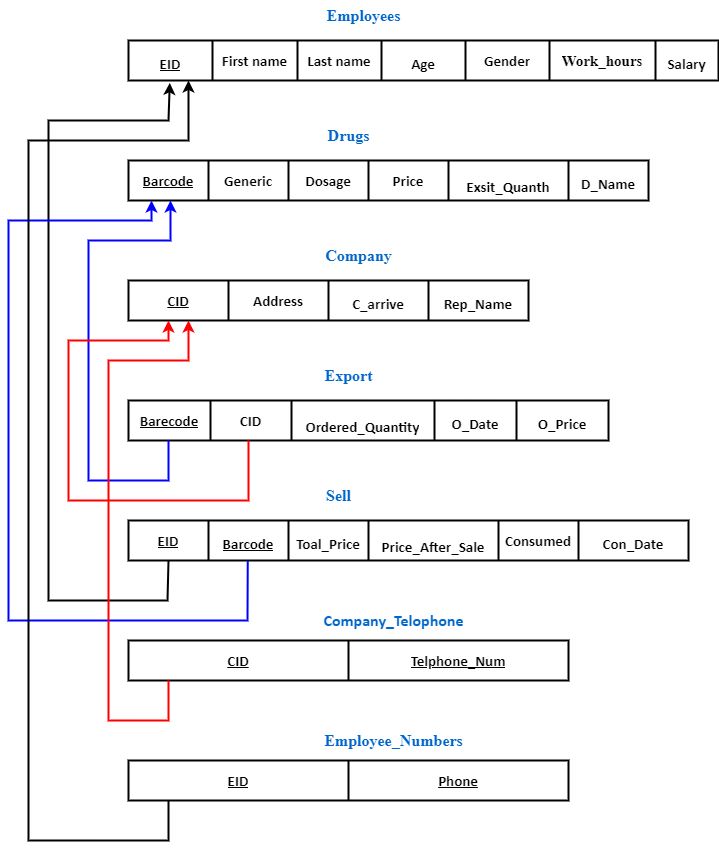 Employees
EID First name Last name Age Gender Work_hours Salary
Drugs
Barcode Generic Dosage Price Exsit_Quanth D_Name
Company
CID Address C_arrive Rep_Name
Export
Barecode CID Ordered_Quantity O_Date O_Price
Sell
EID Barcode Toal_Price Price_After_Sale Consumed Con_Date
Company_Telophone
CID Telphone_Num
Employee_Numbers
EID Phone